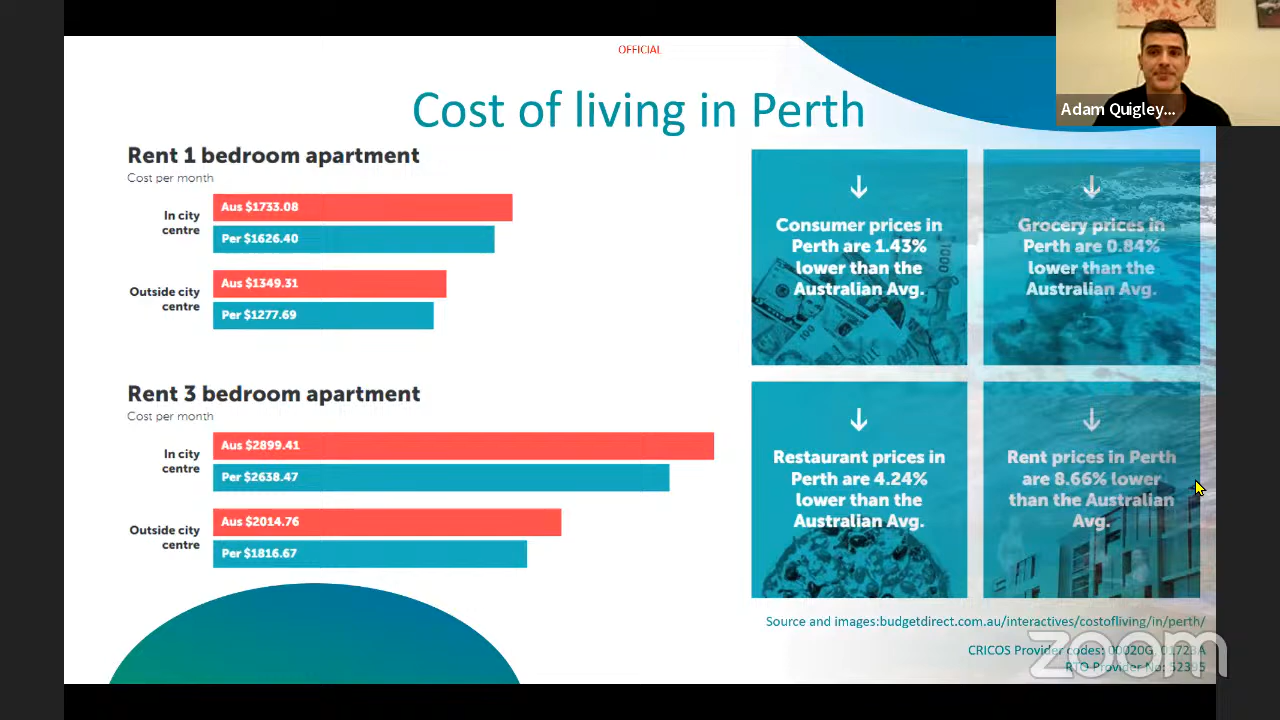 OFFICIAL
Cost of living in Perth
Adam Quigley...
Rent 1 bedroom apartment
Cost per month
In city
centre
Aus $1733.08
Per $1626.40
Outside city
centre
Aus $1349.31
Per $1277.69
Rent 3 bedroom apartment
Cost per month
In city
centre
Aus $2899.41
Per $2638.47
Outside city
centre
Aus $2014.76
Per $1816.67
Consumer prices in
Perth are 1.43%
lower than the
Australian Avg.
Grocery prices in
Perth are 0.84%
lower than the
Australian Avg.
Restaurant prices in
Perth are 4.24%
lower than the
Australian Avg.
Rent prices in Perth
are 8.66% lower
than the Australian
Avg.
Source and images:budgetdirect.com.au/interactives/costofliving/in/perth/
CRICOS Provider codes: 00020G, 01723A
RTO Provider No: 52395
zoom